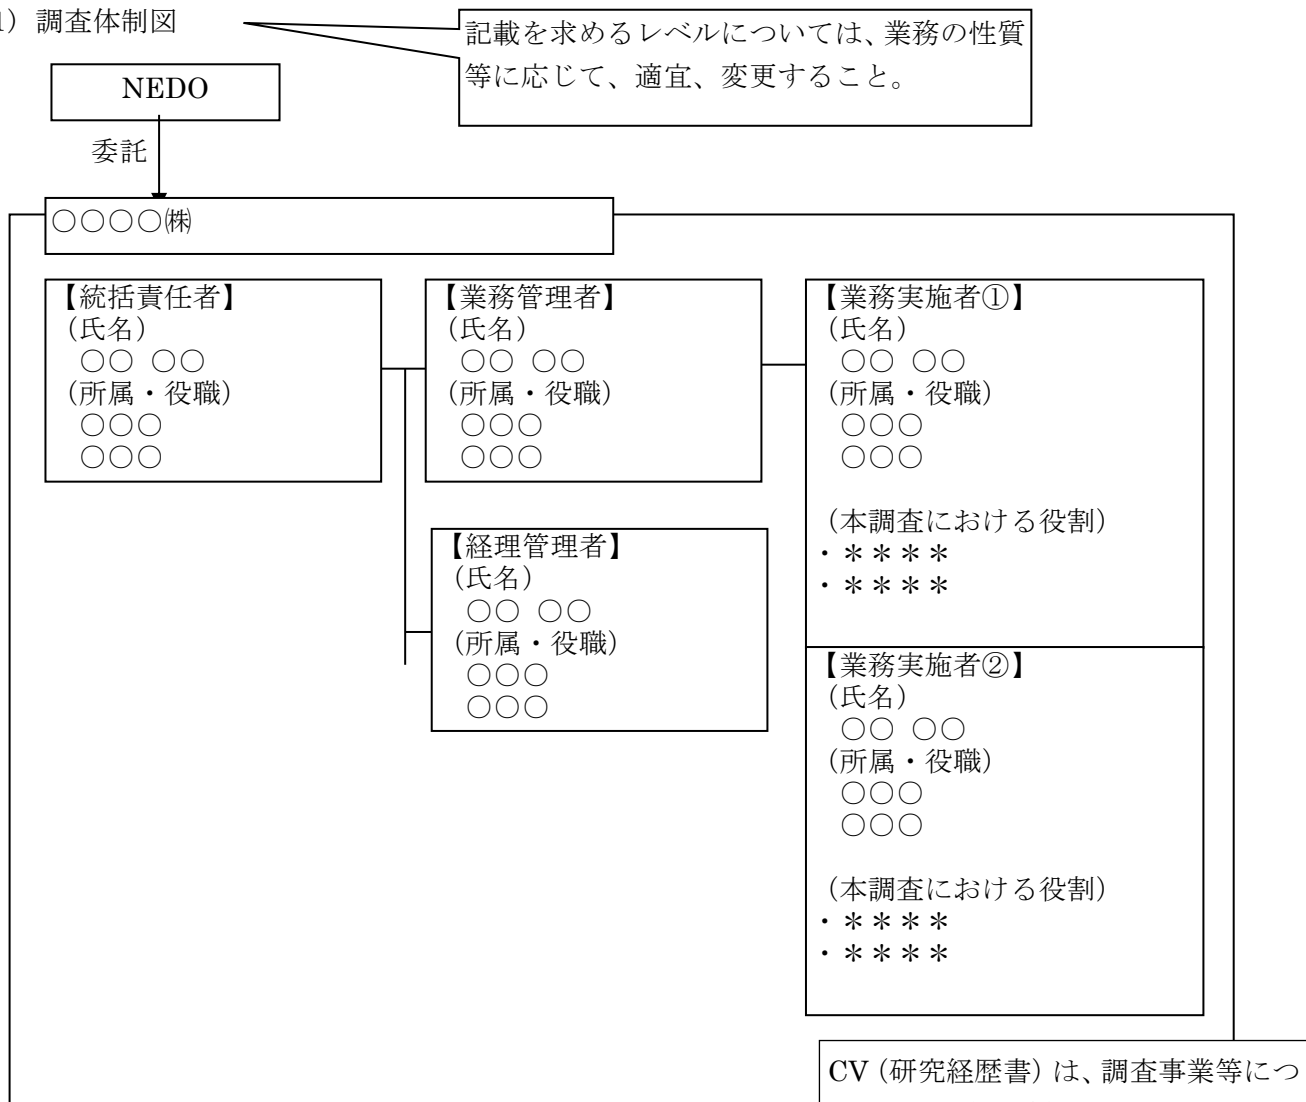 1) 調査体制図
記載を求めるレベルについては、業務の性質
等に応じて、適宜、変更すること。
NEDO
委託
○○○○㈱
【統括責任者】
(氏名)
○○ ○○
(所属・役職)
○○○
○○○
【業務管理者】
(氏名)
○○ ○○
(所属・役職)
○○○
○○○
【経理管理者】
(氏名)
○○ ○○
(所属・役職)
○○○
○○○
【業務実施者①】
(氏名)
○○ ○○
(所属・役職)
○○○
○○○
(本調査における役割)
・＊＊＊＊
・＊＊＊＊
【業務実施者②】
(氏名)
○○ ○○
(所属・役職)
○○○
○○○
(本調査における役割)
・＊＊＊＊
・＊＊＊＊
CV(研究経歴書)は、調査事業等につ